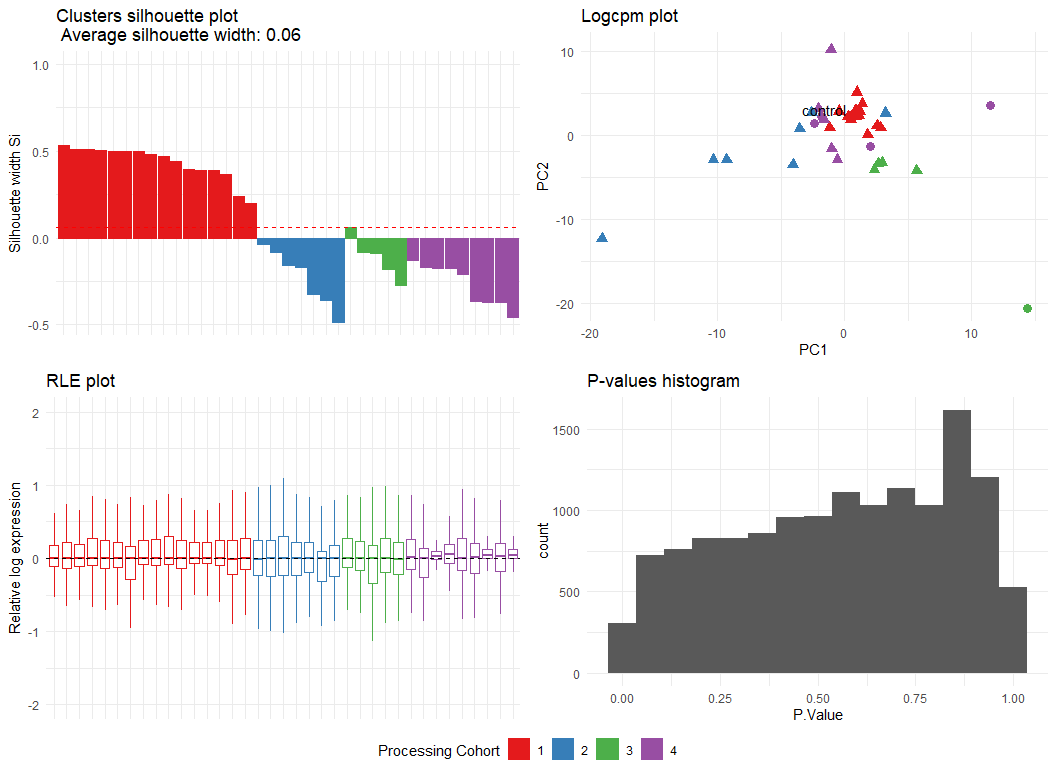 Clusters silhouette plot
Average silhouette width: 0.06
Silhouette width Si
1.0
0.5
0.0
-0.5
Logcpm plot
PC2
10
0
-10
-20
control
-20
-10
0
10
PC1
RLE plot
Relative log expression
2
1
0
-1
-2
P-values histogram
count
1500
1000
500
0
0.00
0.25
0.50
0.75
1.00
P.Value
Processing Cohort
1
2
3
4